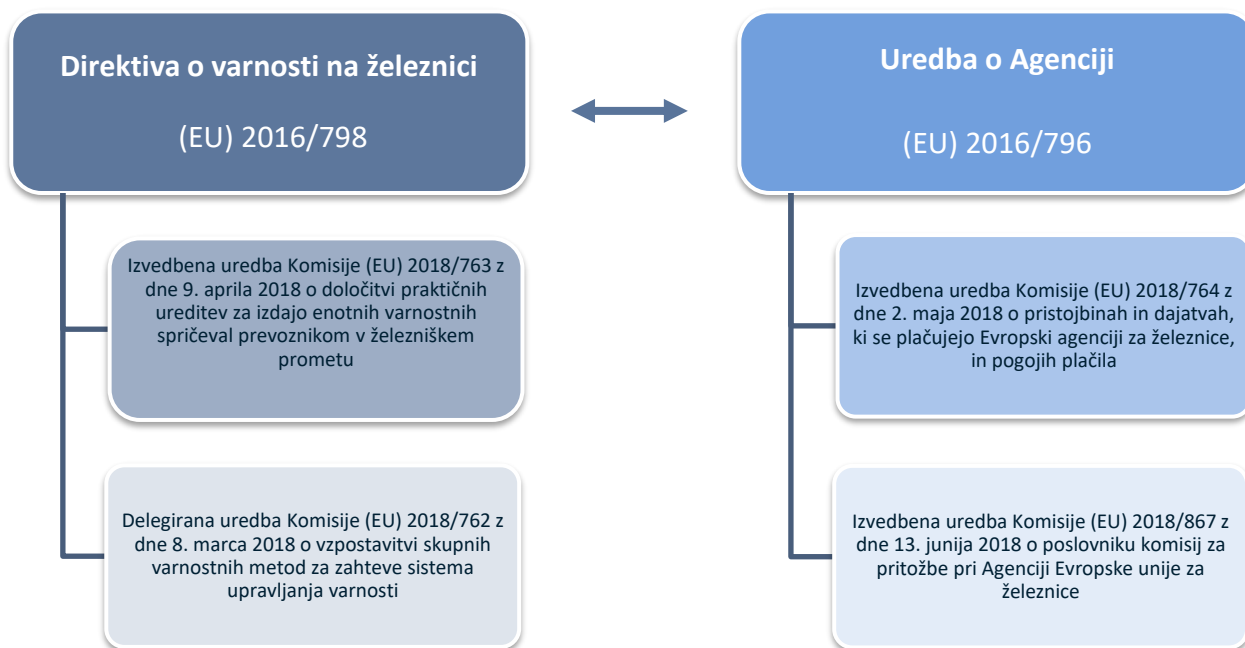 Direktiva o varnosti na železnici
(EU) 2016/798
Izvedbena uredba Komisije (EU) 2018/763 z
dne 9. aprila 2018 o določitvi praktičnih
ureditev za izdajo enotnih varnostnih
spričeval prevoznikom v železniškem
prometu
Delegirana uredba Komisije (EU) 2018/762 z
dne 8. marca 2018 o vzpostavitvi skupnih
varnostnih metod za zahteve sistema
upravljanja varnosti
Uredba o Agenciji
(EU) 2016/796
Izvedbena uredba Komisije (EU) 2018/764 z
dne 2. maja 2018 o pristojbinah in dajatvah,
ki se plačujejo Evropski agenciji za železnice,
in pogojih plačila
Izvedbena uredba Komisije (EU) 2018/867 z
dne 13. junija 2018 o poslovniku komisij za
pritožbe pri Agenciji Evropske unije za
železnice